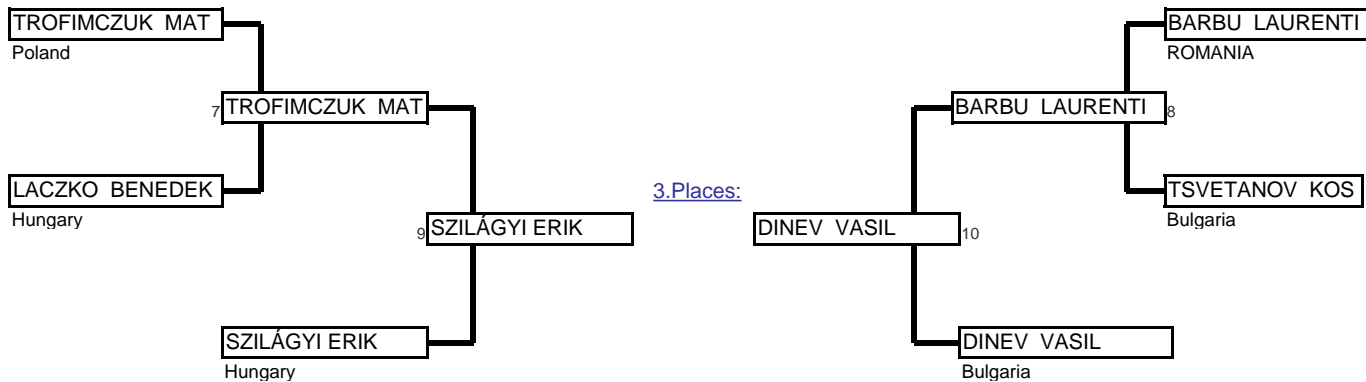 TROFIMCZUK MAT
Poland
7 TROFIMCZUK MAT
LACZKO BENEDEK
Hungary
9 SZILÁGYI ERIK
SZILÁGYI ERIK
Hungary
3.Places:
BARBU LAURENTI
ROMANIA
BARBU LAURENTI 8
TSVETANOV KOS
Bulgaria
DINEV VASIL 10
DINEV VASIL
Bulgaria